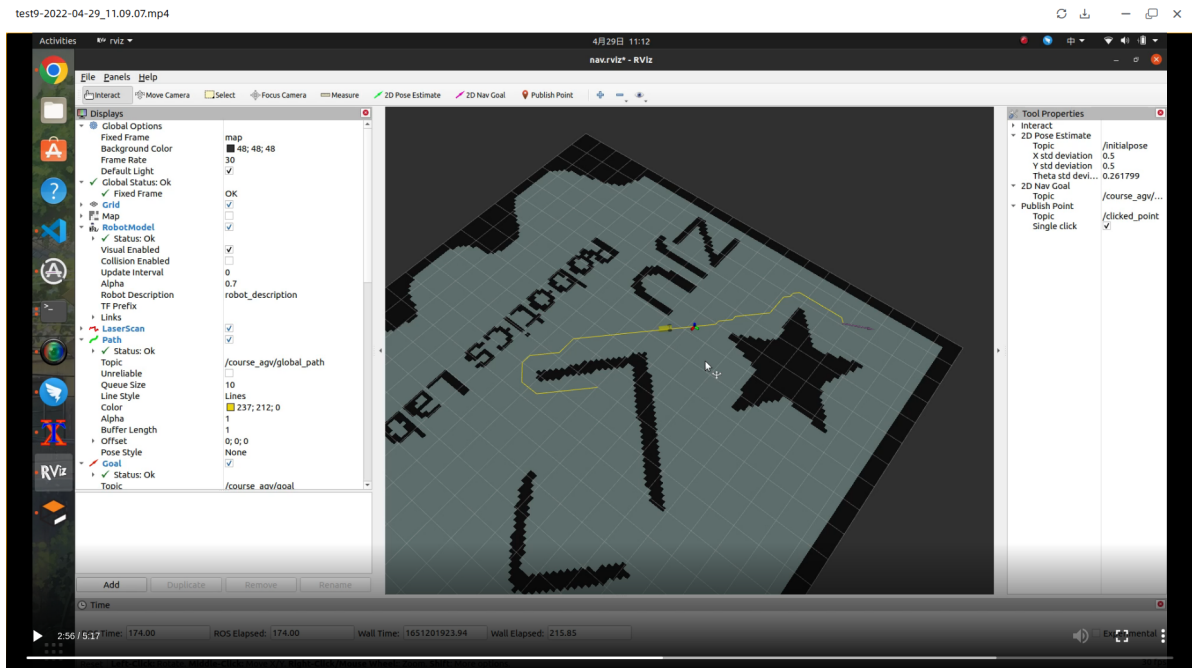 test9-2022-04-29_11.09.07.mp4
Activities
rviz
4月29日 11:12
中
nav.rviz* - RViz
File Panels Help
Interact
Move Camera
Select
Focus Camera
Measure
2D Pose Estimate
2D Nav Goal
Publish Point
Displays
Global Options
Fixed Frame map
Background Color 48; 48; 48
Frame Rate 30
Default Light
Global Status: Ok
Fixed Frame OK
Grid
Map
RobotModel
Status: Ok
Visual Enabled
Collision Enabled
Update Interval 0
Alpha 0.7
Robot Description robot_description
TF Prefix
Links
LaserScan
Path
Status: Ok
Topic /course_agv/global_path
Unreliable
Queue Size 10
Line Style Lines
Color 237; 212; 0
Alpha 1
Buffer Length 1
Offset 0; 0; 0
Pose Style None
Goal
Status: Ok
Topic /course_agv/goal
Add Duplicate Remove Rename
ZJU
Robotics Lab
Tool Properties
Interact
2D Pose Estimate
Topic /initialpose
X std deviation 0.5
Y std deviation 0.5
Theta std devi... 0.261799
2D Nav Goal
Topic /course_agv/...
Publish Point
Topic /clicked_point
Single click
RViz
Time
2:56 / 5:17
Time: 174.00
ROS Elapsed: 174.00
Wall Time: 1651201923.94
Wall Elapsed: 215.85
Experimental